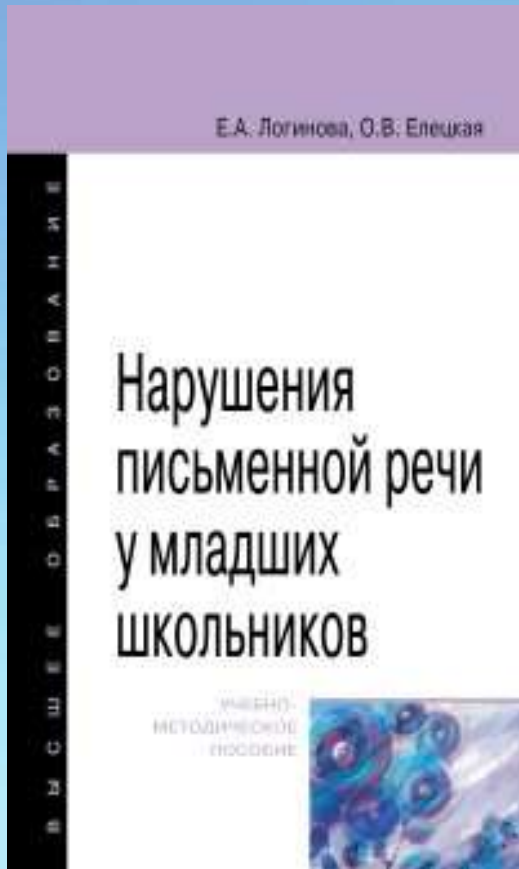 Е.А. Логинова, О.В. Елецкая
ВЫСШЕЕ ОБРАЗОВАНИЕ
Нарушения
письменной речи
у младших
школьников
УЧЕБНО-
МЕТОДИЧЕСКОЕ
ПОСОБИЕ